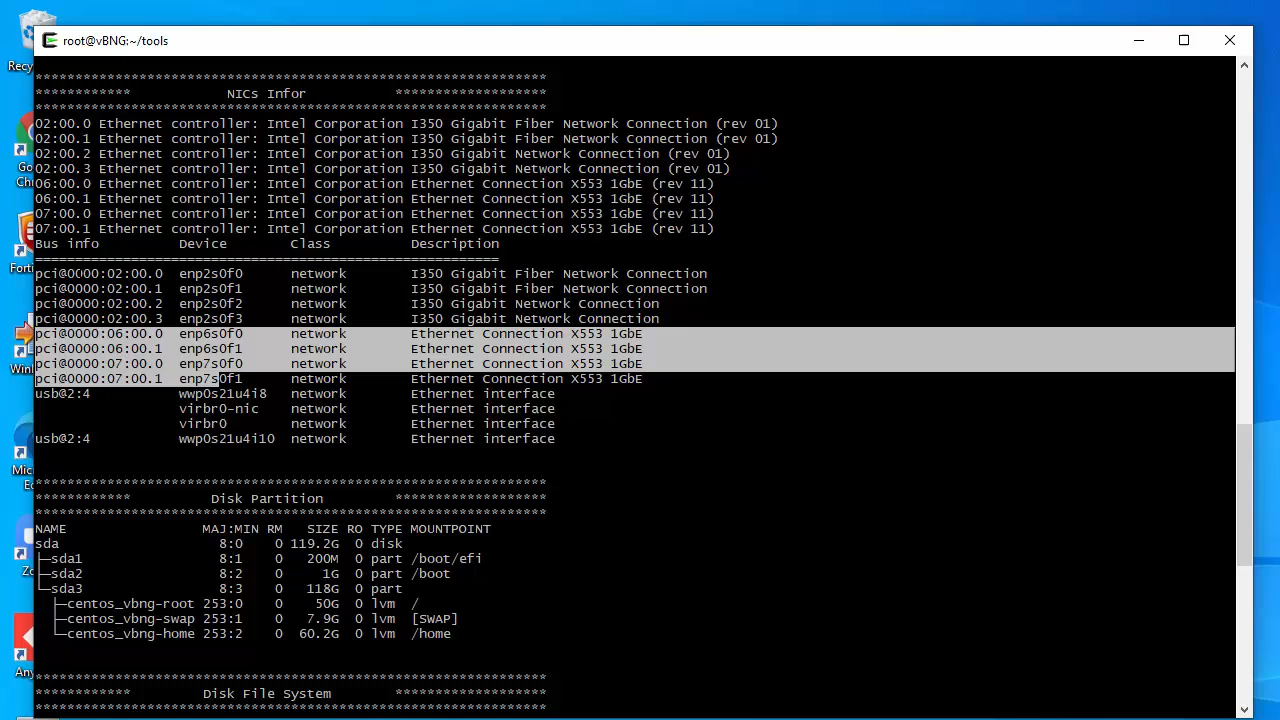 Recy
root@vBNG:~/tools
****************************************************************
************            NICs Infor           *******************
****************************************************************
02:00.0 Ethernet controller: Intel Corporation I350 Gigabit Fiber Network Connection (rev 01)
02:00.1 Ethernet controller: Intel Corporation I350 Gigabit Fiber Network Connection (rev 01)
02:00.2 Ethernet controller: Intel Corporation I350 Gigabit Network Connection (rev 01)
02:00.3 Ethernet controller: Intel Corporation I350 Gigabit Network Connection (rev 01)
06:00.0 Ethernet controller: Intel Corporation Ethernet Connection X553 1GbE (rev 11)
06:00.1 Ethernet controller: Intel Corporation Ethernet Connection X553 1GbE (rev 11)
07:00.0 Ethernet controller: Intel Corporation Ethernet Connection X553 1GbE (rev 11)
07:00.1 Ethernet controller: Intel Corporation Ethernet Connection X553 1GbE (rev 11)
Bus info          Device        Class          Description
==========================================================
pci@0000:02:00.0  enp2s0f0      network        I350 Gigabit Fiber Network Connection
pci@0000:02:00.1  enp2s0f1      network        I350 Gigabit Fiber Network Connection
pci@0000:02:00.2  enp2s0f2      network        I350 Gigabit Network Connection
pci@0000:02:00.3  enp2s0f3      network        I350 Gigabit Network Connection
pci@0000:06:00.0  enp6s0f0      network        Ethernet Connection X553 1GbE
pci@0000:06:00.1  enp6s0f1      network        Ethernet Connection X553 1GbE
pci@0000:07:00.0  enp7s0f0      network        Ethernet Connection X553 1GbE
pci@0000:07:00.1  enp7s0f1      network        Ethernet Connection X553 1GbE
usb@2:4           wwp0s21u4i8   network        Ethernet interface
                  virbr0-nic    network        Ethernet interface
                  virbr0        network        Ethernet interface
usb@2:4           wwp0s21u4i10  network        Ethernet interface
****************************************************************
************          Disk Partition         *******************
****************************************************************
NAME                 MAJ:MIN RM   SIZE RO TYPE MOUNTPOINT
sda                    8:0    0 119.2G  0 disk
├─sda1                 8:1    0   200M  0 part /boot/efi
├─sda2                 8:2    0     1G  0 part /boot
└─sda3                 8:3    0   118G  0 part
  ├─centos_vbng-root 253:0    0    50G  0 lvm  /
  ├─centos_vbng-swap 253:1    0   7.9G  0 lvm  [SWAP]
  └─centos_vbng-home 253:2    0  60.2G  0 lvm  /home
****************************************************************
************         Disk File System        *******************
****************************************************************
Go
Chr
Forti
Winl
Mic
Ec
Zo
Any